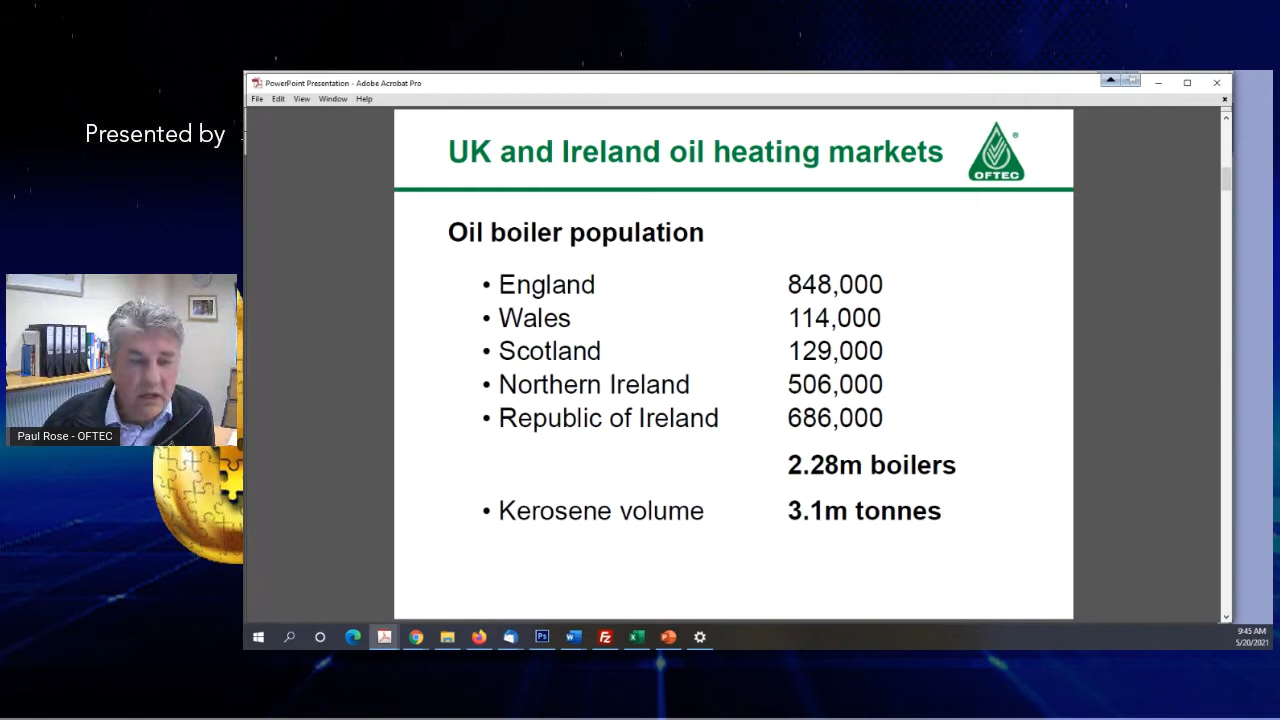 Presented by
PowerPoint Presentation - Adobe Acrobat Pro
File Edit View Window Help
UK and Ireland oil heating markets
OFTEC
Oil boiler population
• England 848,000
• Wales 114,000
• Scotland 129,000
• Northern Ireland 506,000
• Republic of Ireland 686,000
2.28m boilers
• Kerosene volume 3.1m tonnes
Paul Rose - OFTEC
9:45 AM
5/20/2021